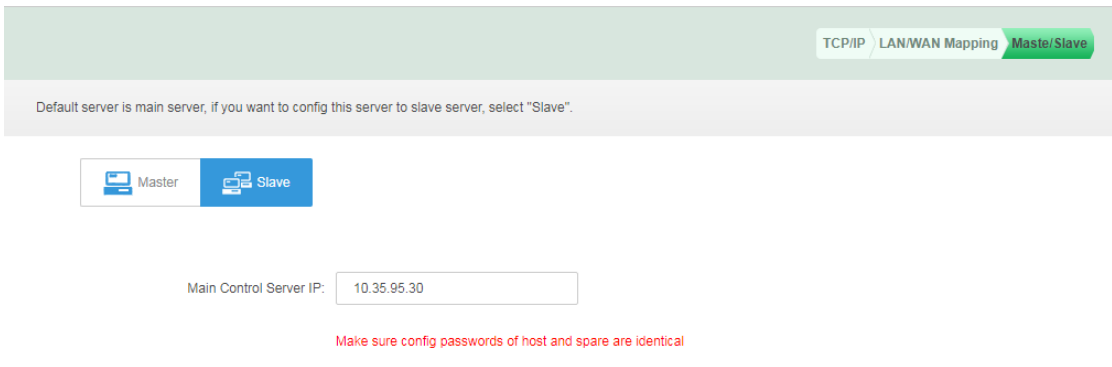 TCP/IP LAN/WAN Mapping Maste/Slave
Default server is main server, if you want to config this server to slave server, select "Slave".
Master Slave
Main Control Server IP: 10.35.95.30
Make sure config passwords of host and spare are identical